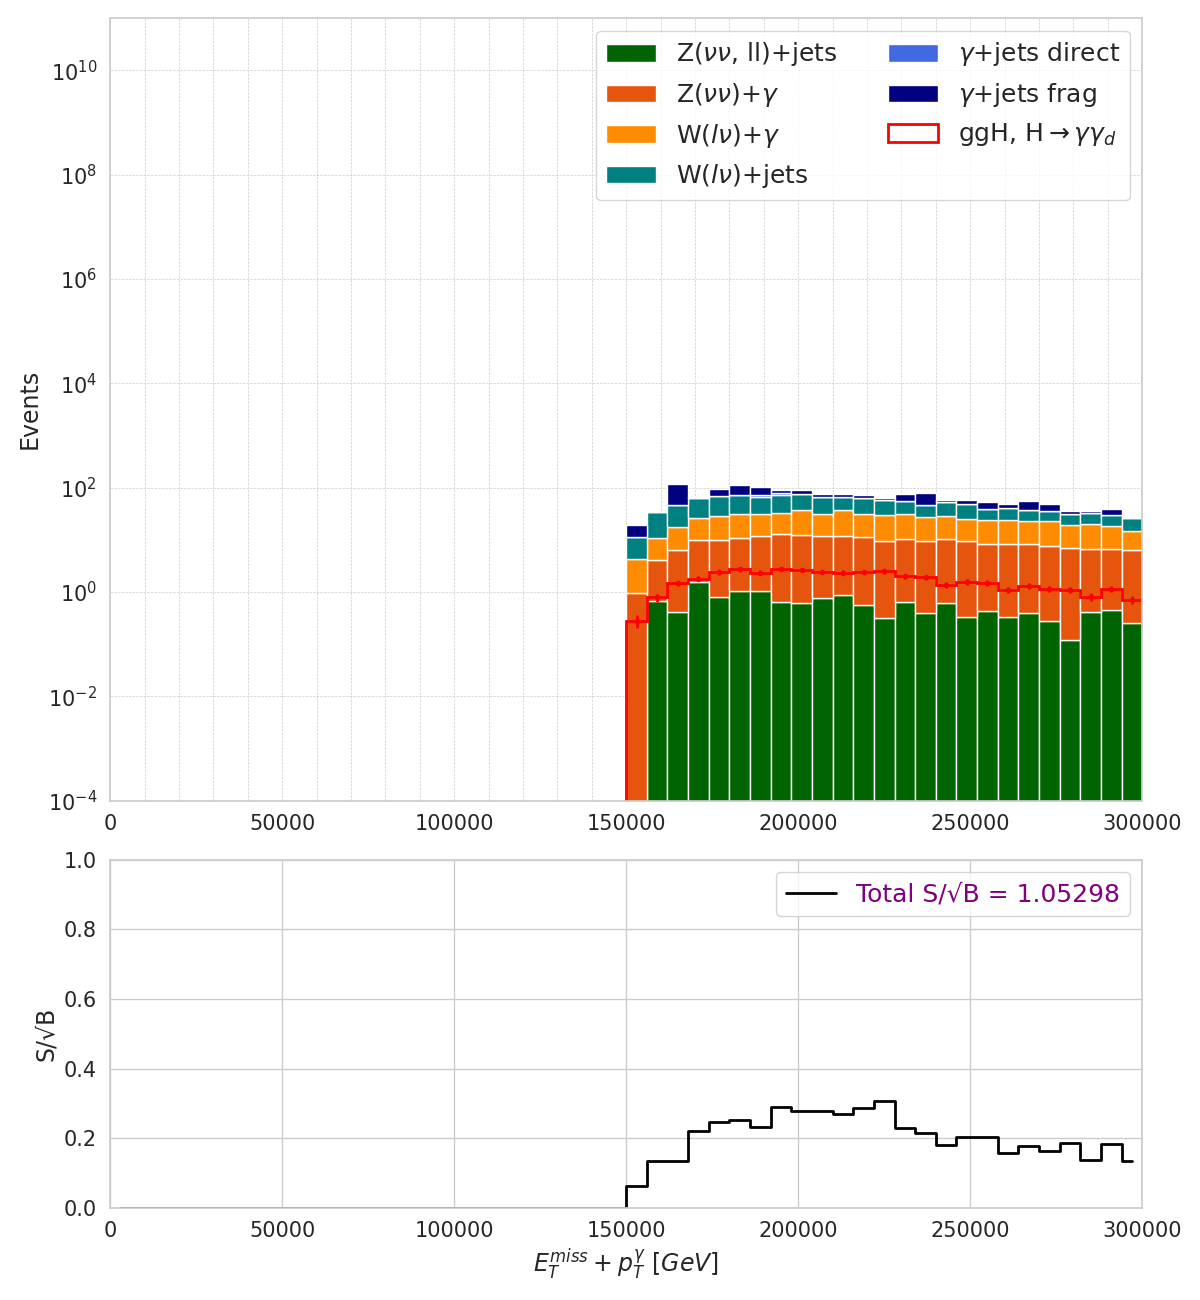 Z(νν, ll)+jets
Z(νν)+γ
W(lν)+γ
W(lν)+jets
γ+jets direct
γ+jets frag
ggH, H→γγ_d
Events
10^10
10^8
10^6
10^4
10^2
10^0
10^−2
10^−4
0 50000 100000 150000 200000 250000 300000
Total S/√B = 1.05298
S/√B
1.0
0.8
0.6
0.4
0.2
0.0
0 50000 100000 150000 200000 250000 300000
E_T^miss + p_T^γ [GeV]